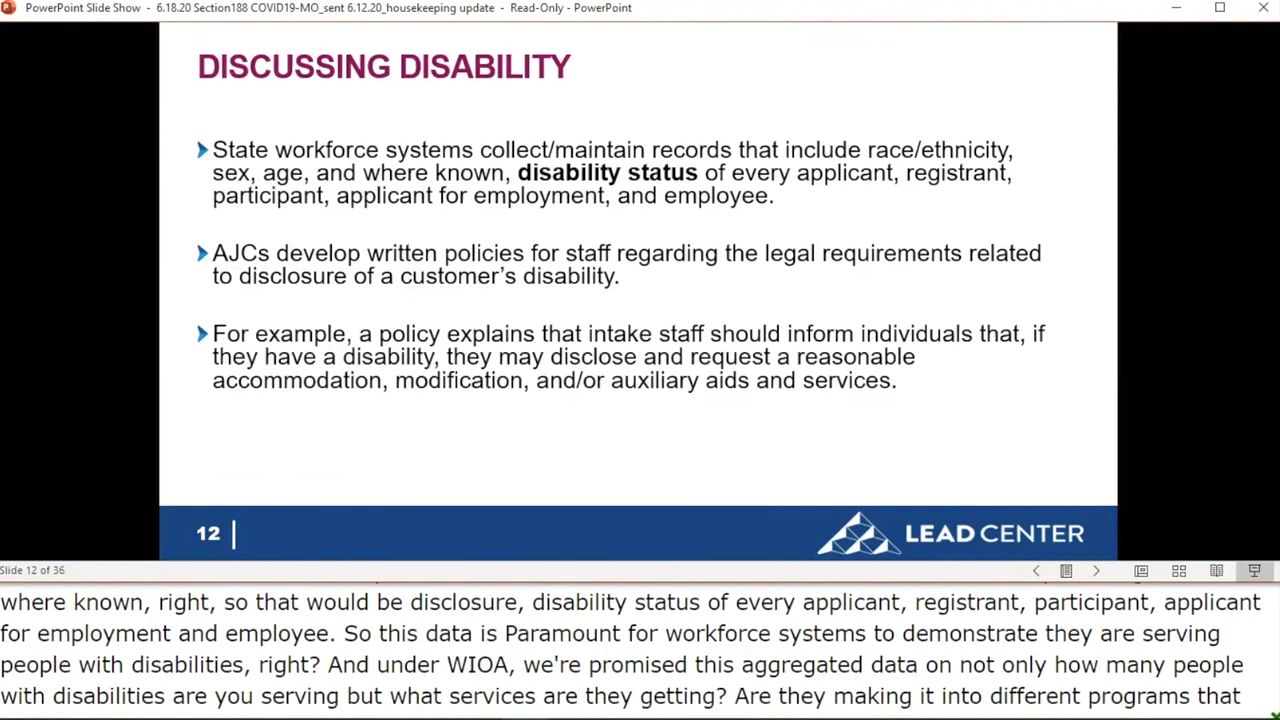 PowerPoint Slide Show - 6.18.20 Section188 COVID19-MO_sent 6.12.20_housekeeping update - Read-Only - PowerPoint
DISCUSSING DISABILITY
State workforce systems collect/maintain records that include race/ethnicity,
sex, age, and where known, disability status of every applicant, registrant,
participant, applicant for employment, and employee.
AJCs develop written policies for staff regarding the legal requirements related
to disclosure of a customer’s disability.
For example, a policy explains that intake staff should inform individuals that, if
they have a disability, they may disclose and request a reasonable
accommodation, modification, and/or auxiliary aids and services.
12
LEAD CENTER
Slide 12 of 36
where known, right, so that would be disclosure, disability status of every applicant, registrant, participant, applicant
for employment and employee. So this data is Paramount for workforce systems to demonstrate they are serving
people with disabilities, right? And under WIOA, we're promised this aggregated data on not only how many people
with disabilities are you serving but what services are they getting? Are they making it into different programs that